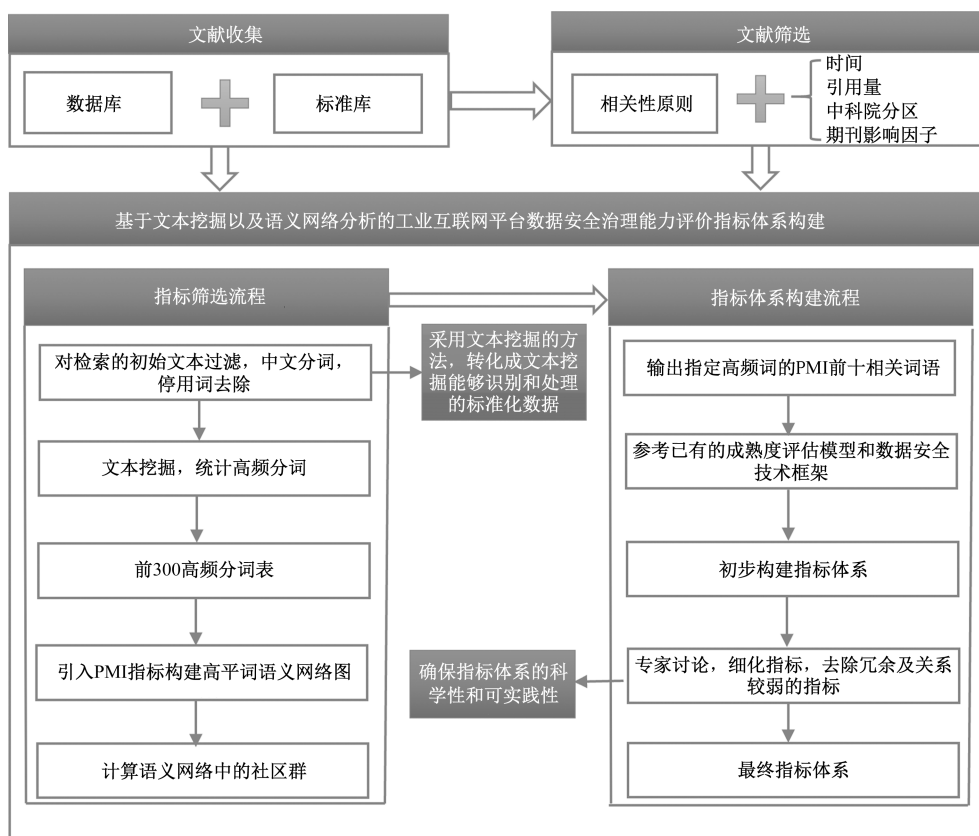 文献收集
数据库
标准库
文献筛选
相关性原则
时间
引用量
中科院分区
期刊影响因子
基于文本挖掘以及语义网络分析的工业互联网平台数据安全治理能力评价指标体系构建
指标筛选流程
对检索的初始文本过滤，中文分词，
停用词去除
文本挖掘，统计高频分词
前300高频分词表
引入PMI指标构建高平词语义网络图
计算语义网络中的社区群
采用文本挖掘的方
法，转化成文本挖
掘能够识别和处理
的标准化数据
指标体系构建流程
输出指定高频词的PMI前十相关词语
参考已有的成熟度评估模型和数据安全
技术框架
初步构建指标体系
专家讨论，细化指标，去除冗余及关系
较弱的指标
确保指标体系的科
学性和可实践性
最终指标体系